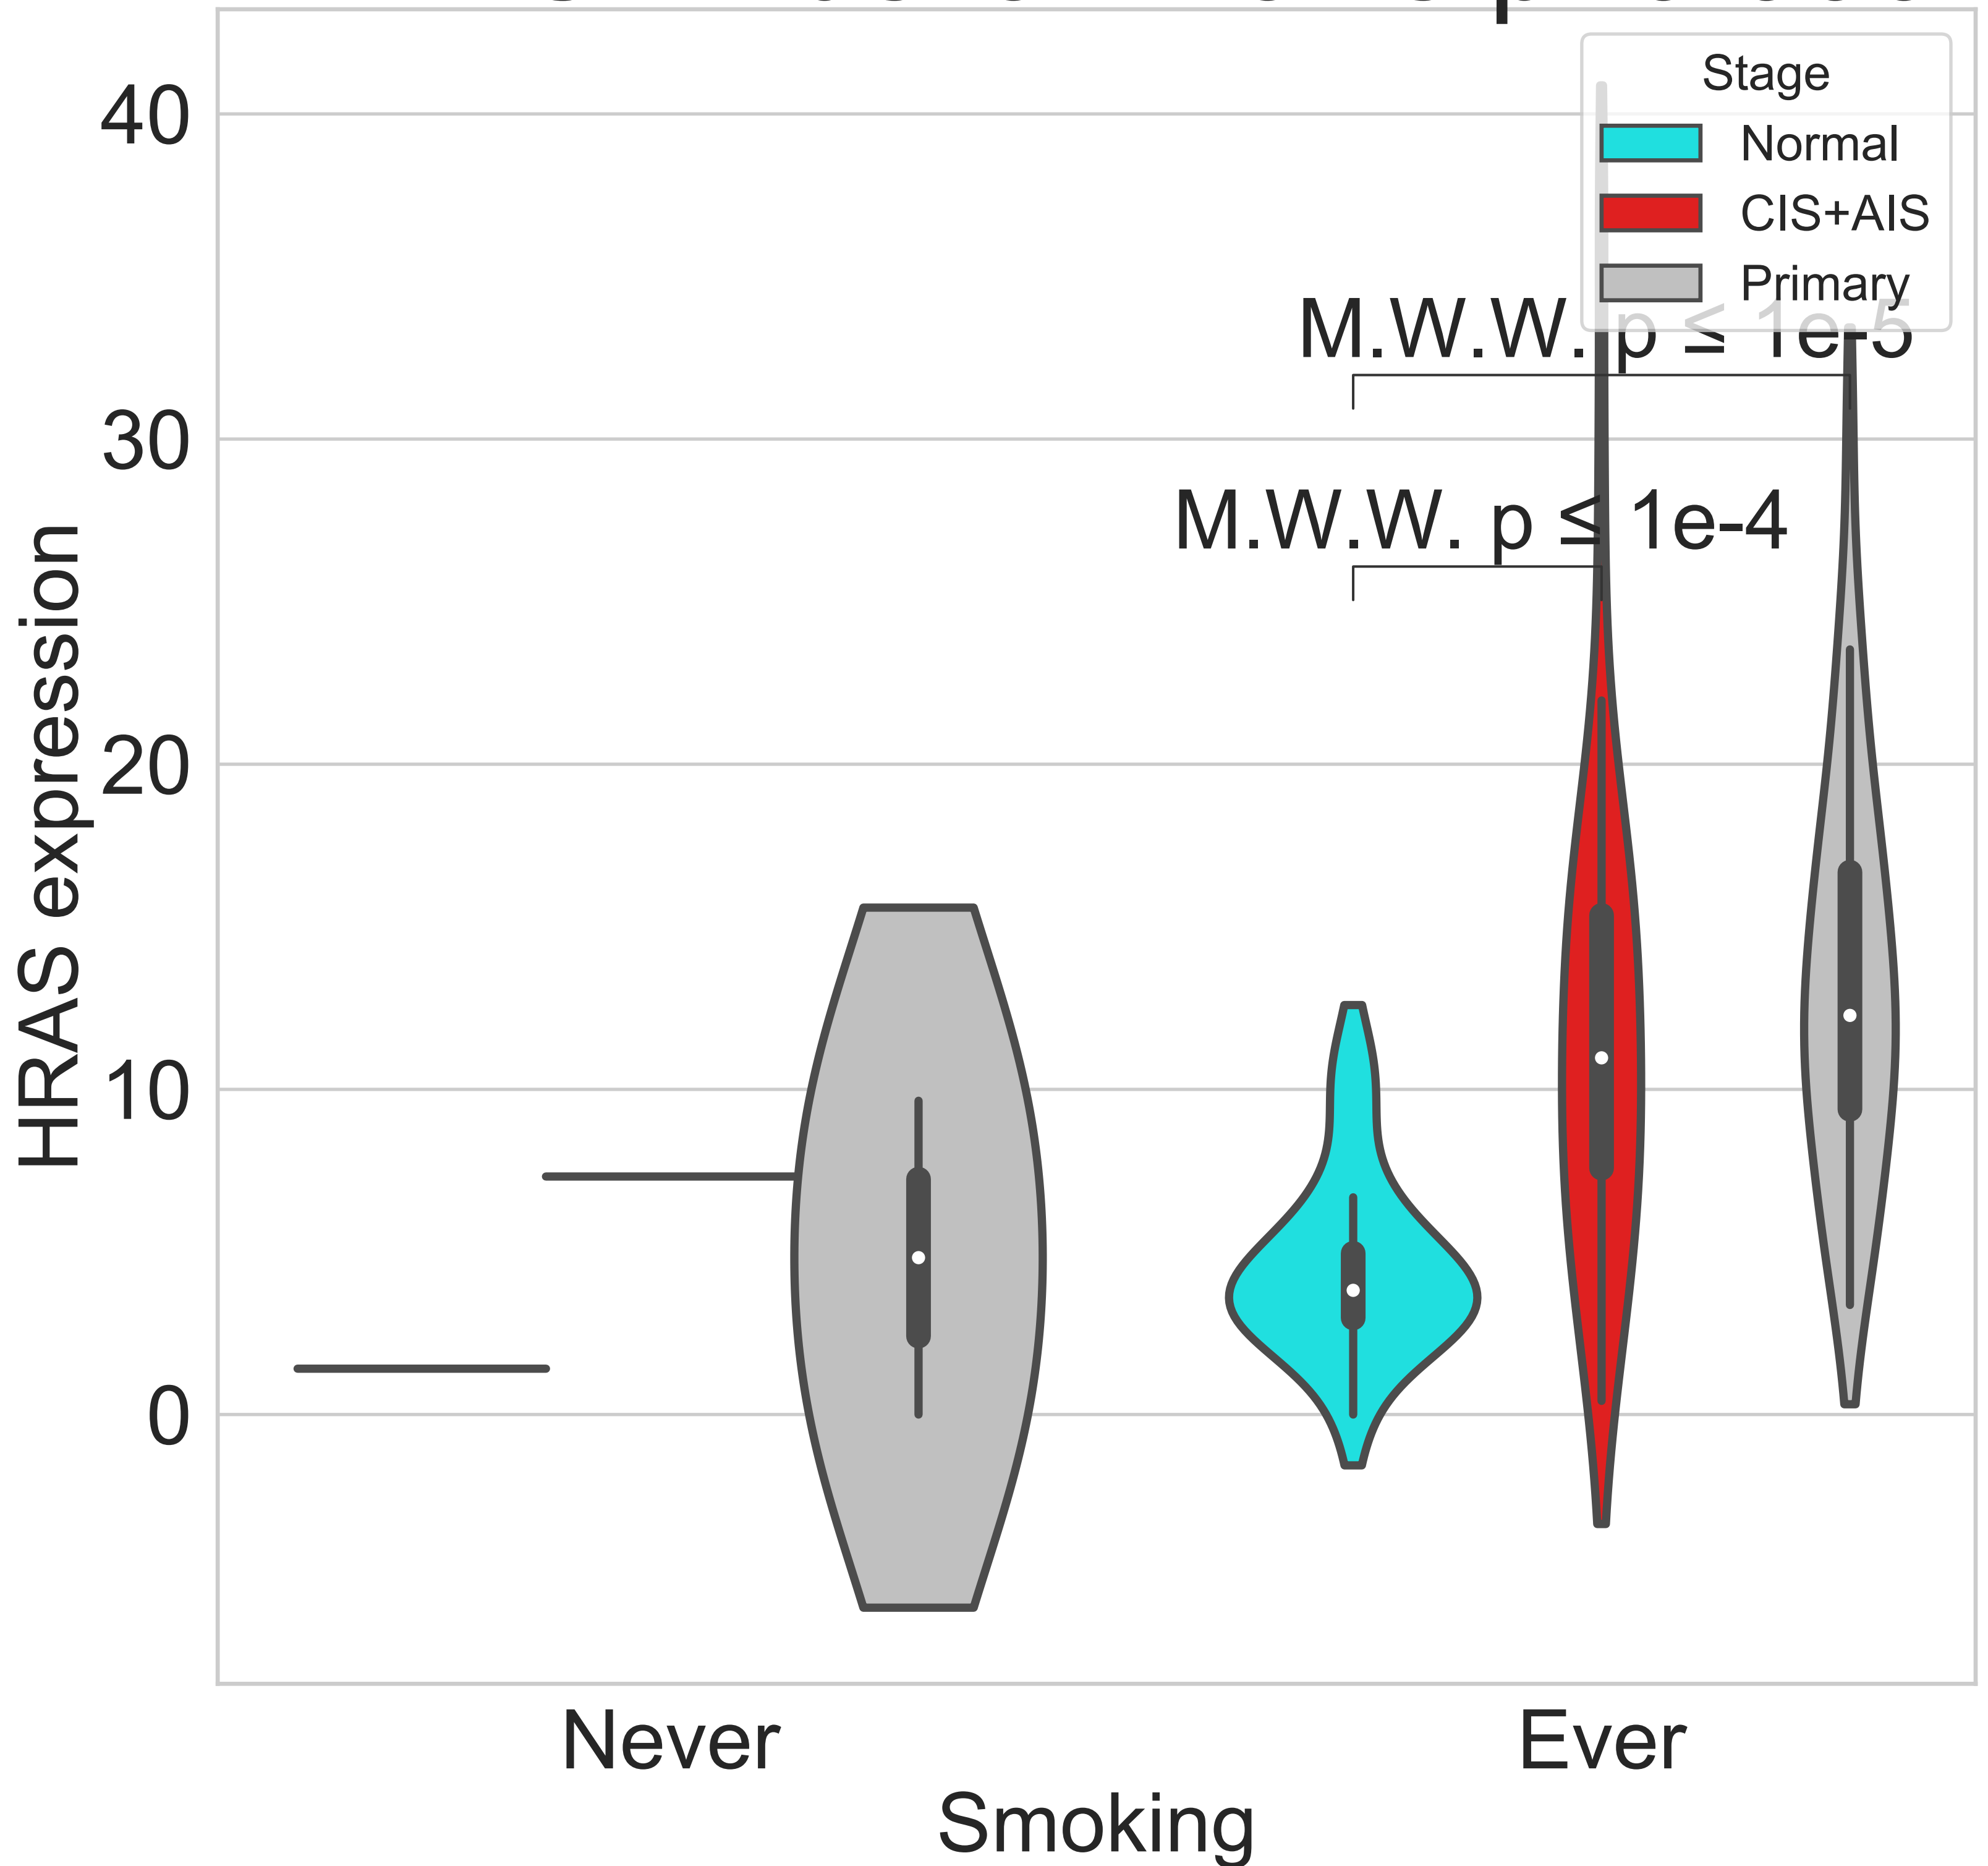 Stage
Normal
CIS+AIS
Primary
M.W.W. p ≤ 1e-5
M.W.W. p ≤ 1e-4
40
30
20
10
0
HRAS expression
Never
Ever
Smoking